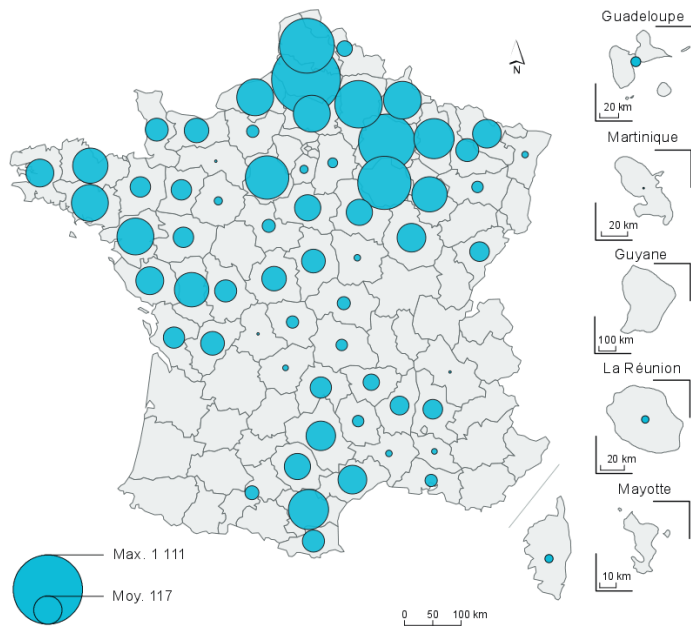 Guadeloupe
N
20 km
Martinique
20 km
Guyane
100 km
La Réunion
20 km
Mayotte
10 km
Max. 1 111
Moy. 117
0 50 100 km